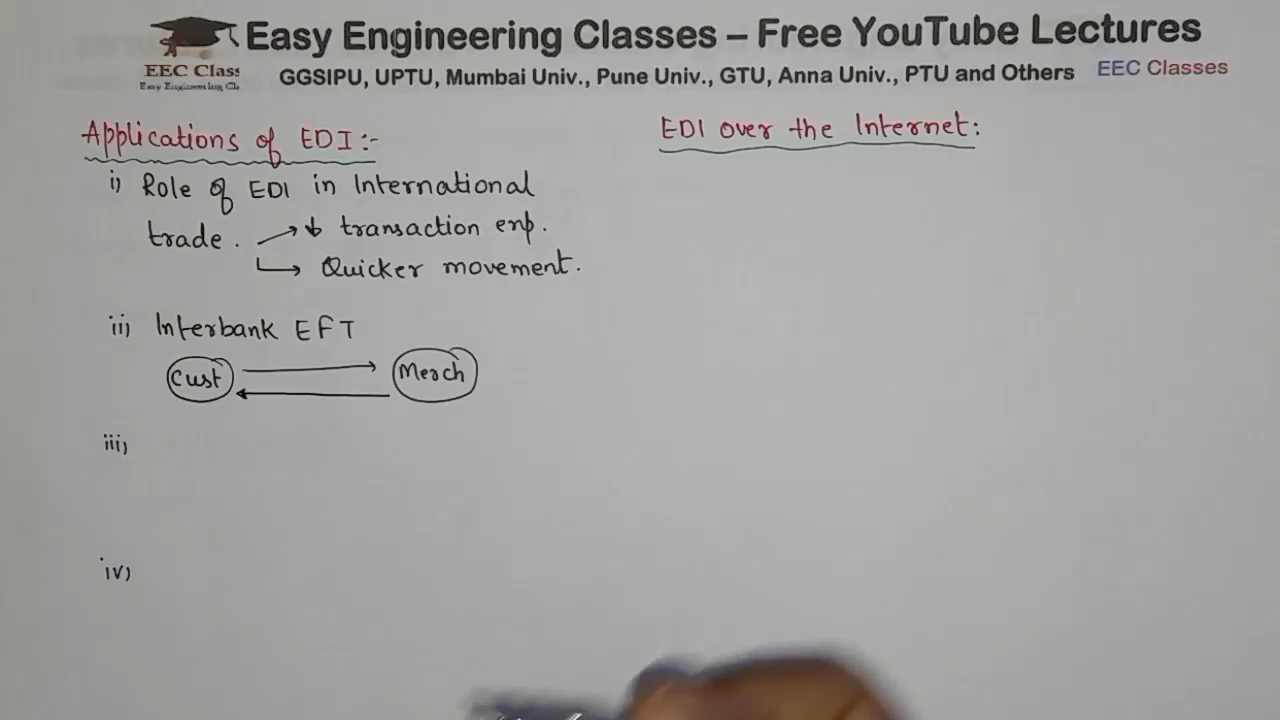 Easy Engineering Classes – Free YouTube Lectures
EEC Class
Easy Engineering Cl
GGSIPU, UPTU, Mumbai Univ., Pune Univ., GTU, Anna Univ., PTU and Others
EEC Classes
Applications of EDI:-
i) Role of EDI in International
trade. → ↓ transaction exp.
→ Quicker movement.
ii) Interbank EFT
Cust
Merch
iii)
iv)
EDI over the Internet: